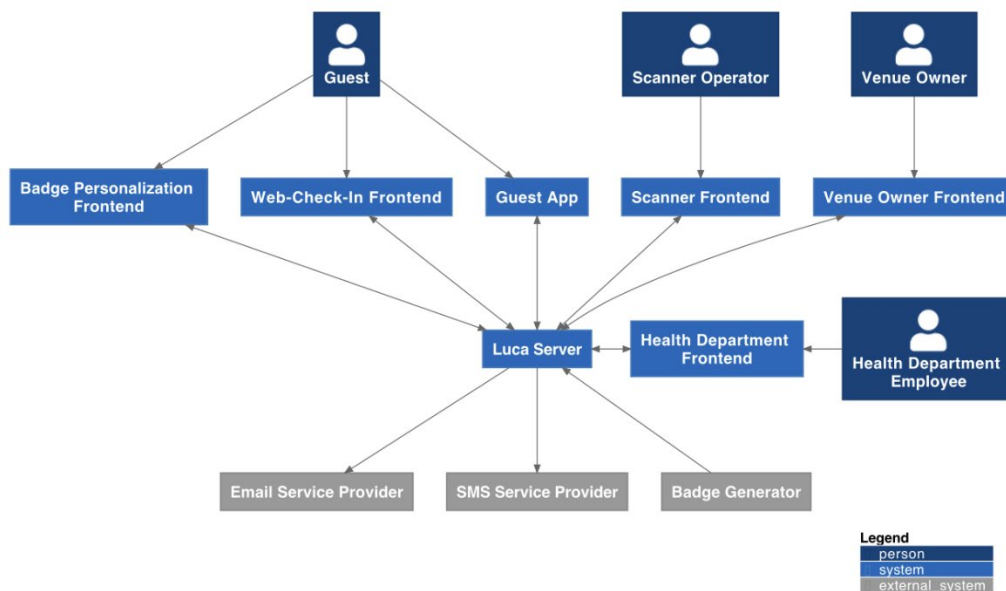 Guest
Scanner Operator
Venue Owner
Badge Personalization
Frontend
Web-Check-In Frontend
Guest App
Scanner Frontend
Venue Owner Frontend
Luca Server
Health Department
Frontend
Health Department
Employee
Email Service Provider
SMS Service Provider
Badge Generator
Legend
person
system
external_system